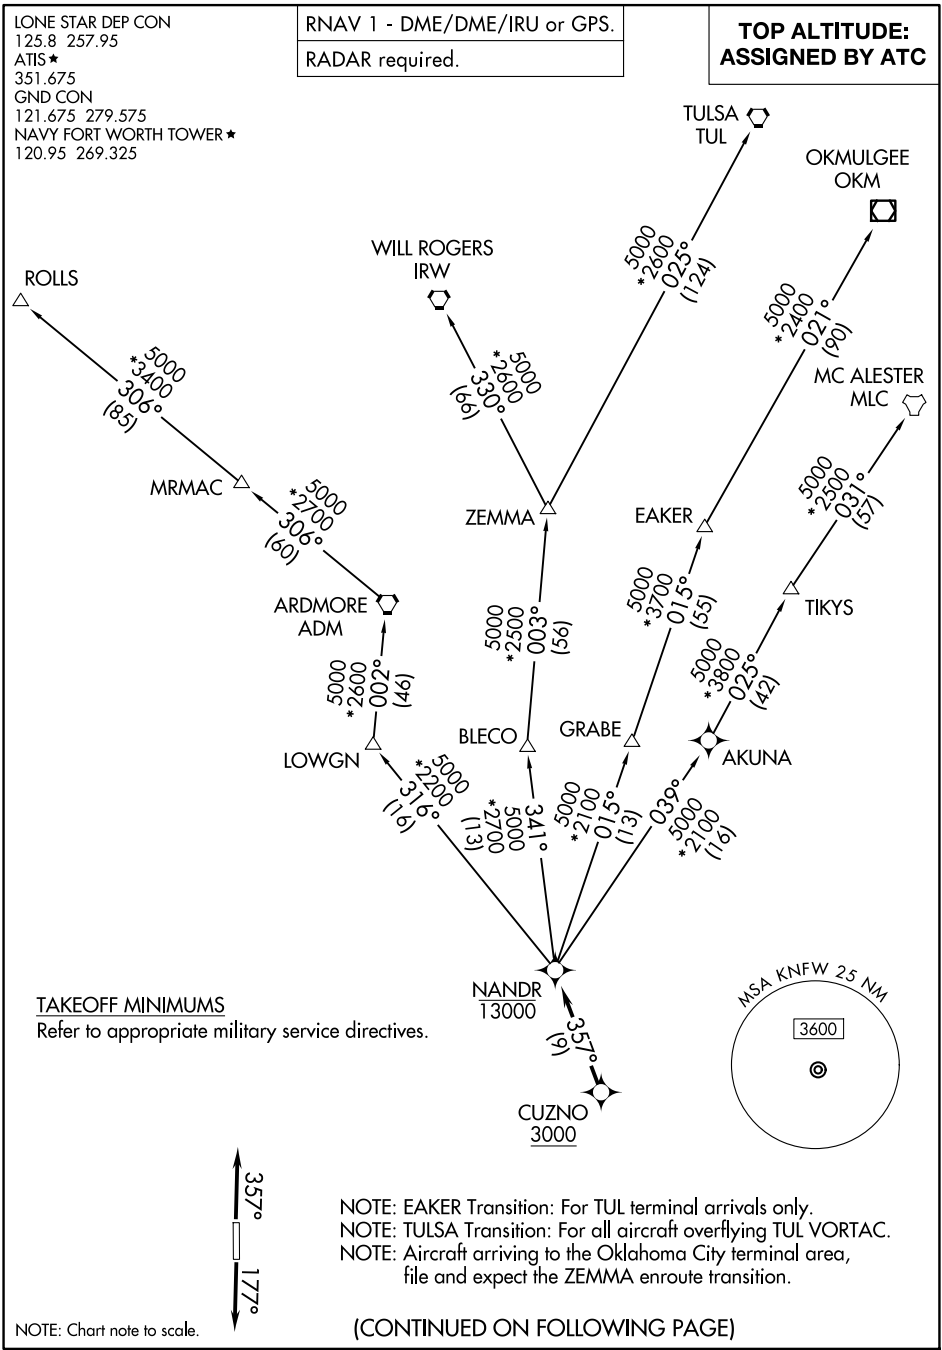 LONE STAR DEP CON
125.8 257.95
ATIS ★
351.675
GND CON
121.675 279.575
NAVY FORT WORTH TOWER ★
120.95 269.325
RNAV 1 - DME/DME/IRU or GPS.
RADAR required.
TOP ALTITUDE:
ASSIGNED BY ATC
TULSA
TUL
OKMULGEE
OKM
WILL ROGERS
IRW
ROLLS
5000
*2600
025°
(124)
5000
*2400
021°
(90)
5000
*3400
306°
(85)
5000
*2600
330°
(66)
MC ALESTER
MLC
MRMAC
5000
*2700
306°
(60)
ZEMMA
EAKER
5000
*2500
031°
(57)
ARDMORE
ADM
5000
*2500
003°
(56)
5000
*3700
015°
(55)
TIKYS
5000
*2600
002°
(46)
5000
*3800
025°
(42)
LOWGN
BLECO
GRABE
AKUNA
5000
*2200
316°
(16)
341°
5000
*2700
(13)
5000
*2100
015°
(13)
039°
5000
*2100
(16)
NANDR
13000
357°
(9)
CUZNO
3000
TAKEOFF MINIMUMS
Refer to appropriate military service directives.
MSA KNFW 25 NM
3600
357°
177°
NOTE: EAKER Transition: For TUL terminal arrivals only.
NOTE: TULSA Transition: For all aircraft overflying TUL VORTAC.
NOTE: Aircraft arriving to the Oklahoma City terminal area,
file and expect the ZEMMA enroute transition.
NOTE: Chart note to scale.
(CONTINUED ON FOLLOWING PAGE)